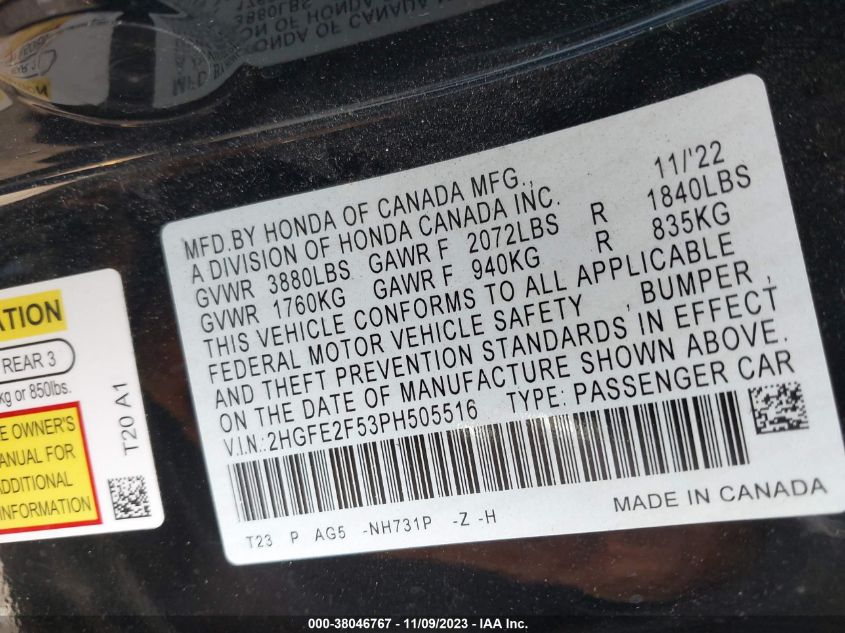 MFD.BY HONDA OF CANADA MFG., 11/'22
A DIVISION OF HONDA CANADA INC.
GVWR 3880LBS GAWR F 2072LBS R 1840LBS
GVWR 1760KG GAWR F 940KG R 835KG
THIS VEHICLE CONFORMS TO ALL APPLICABLE
FEDERAL MOTOR VEHICLE SAFETY , BUMPER ,
AND THEFT PREVENTION STANDARDS IN EFFECT
ON THE DATE OF MANUFACTURE SHOWN ABOVE.
V.I.N.:2HGFE2F53PH505516 TYPE: PASSENGER CAR
T23 P AG5 -NH731P -Z -H
MADE IN CANADA
REAR 3
kg or 850lbs.
OWNER'S
FOR
ADDITIONAL
INFORMATION
T20 A1
000-38046767 - 11/09/2023 - IAA Inc.